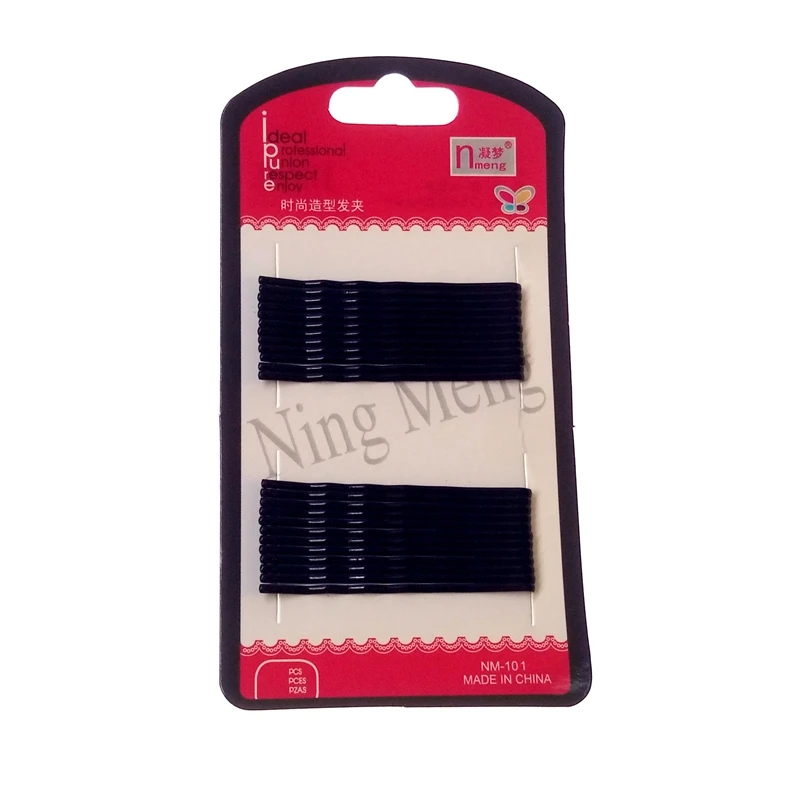 ideal
professional
union
respect
enjoy
时尚造型发夹
n 凝梦®
meng
Ning Meng
PCS
PCES
PZAS
NM-101
MADE IN CHINA